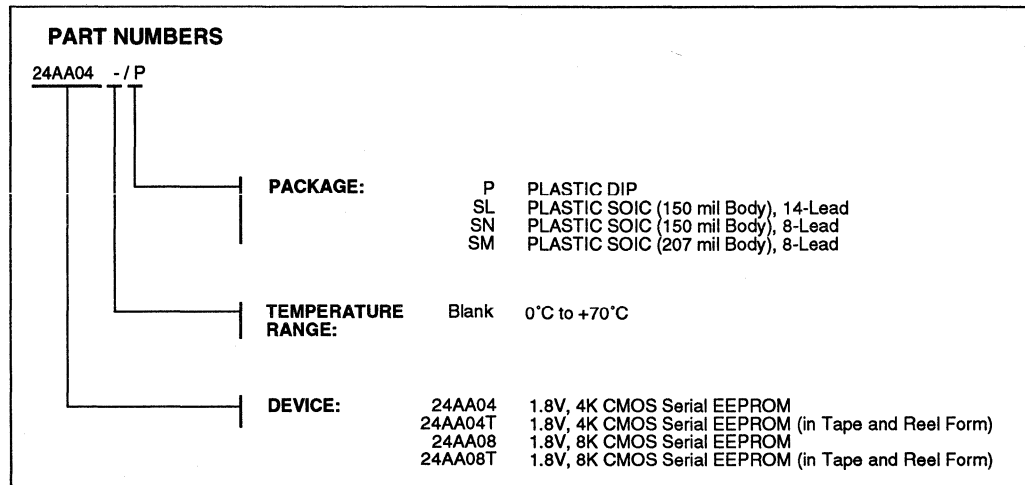 PART NUMBERS
24AA04 - / P
PACKAGE: P PLASTIC DIP
SL PLASTIC SOIC (150 mil Body), 14-Lead
SN PLASTIC SOIC (150 mil Body), 8-Lead
SM PLASTIC SOIC (207 mil Body), 8-Lead
TEMPERATURE Blank 0°C to +70°C
RANGE:
DEVICE: 24AA04 1.8V, 4K CMOS Serial EEPROM
24AA04T 1.8V, 4K CMOS Serial EEPROM (in Tape and Reel Form)
24AA08 1.8V, 8K CMOS Serial EEPROM
24AA08T 1.8V, 8K CMOS Serial EEPROM (in Tape and Reel Form)